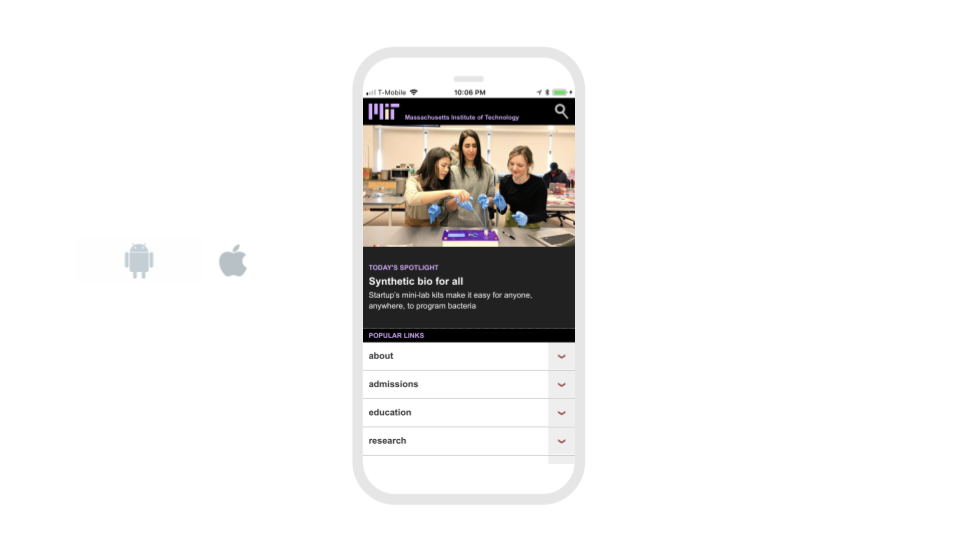 T-Mobile 10:06 PM
MIT Massachusetts Institute of Technology
TODAY'S SPOTLIGHT
Synthetic bio for all
Startup's mini-lab kits make it easy for anyone,
anywhere, to program bacteria
POPULAR LINKS
about
admissions
education
research